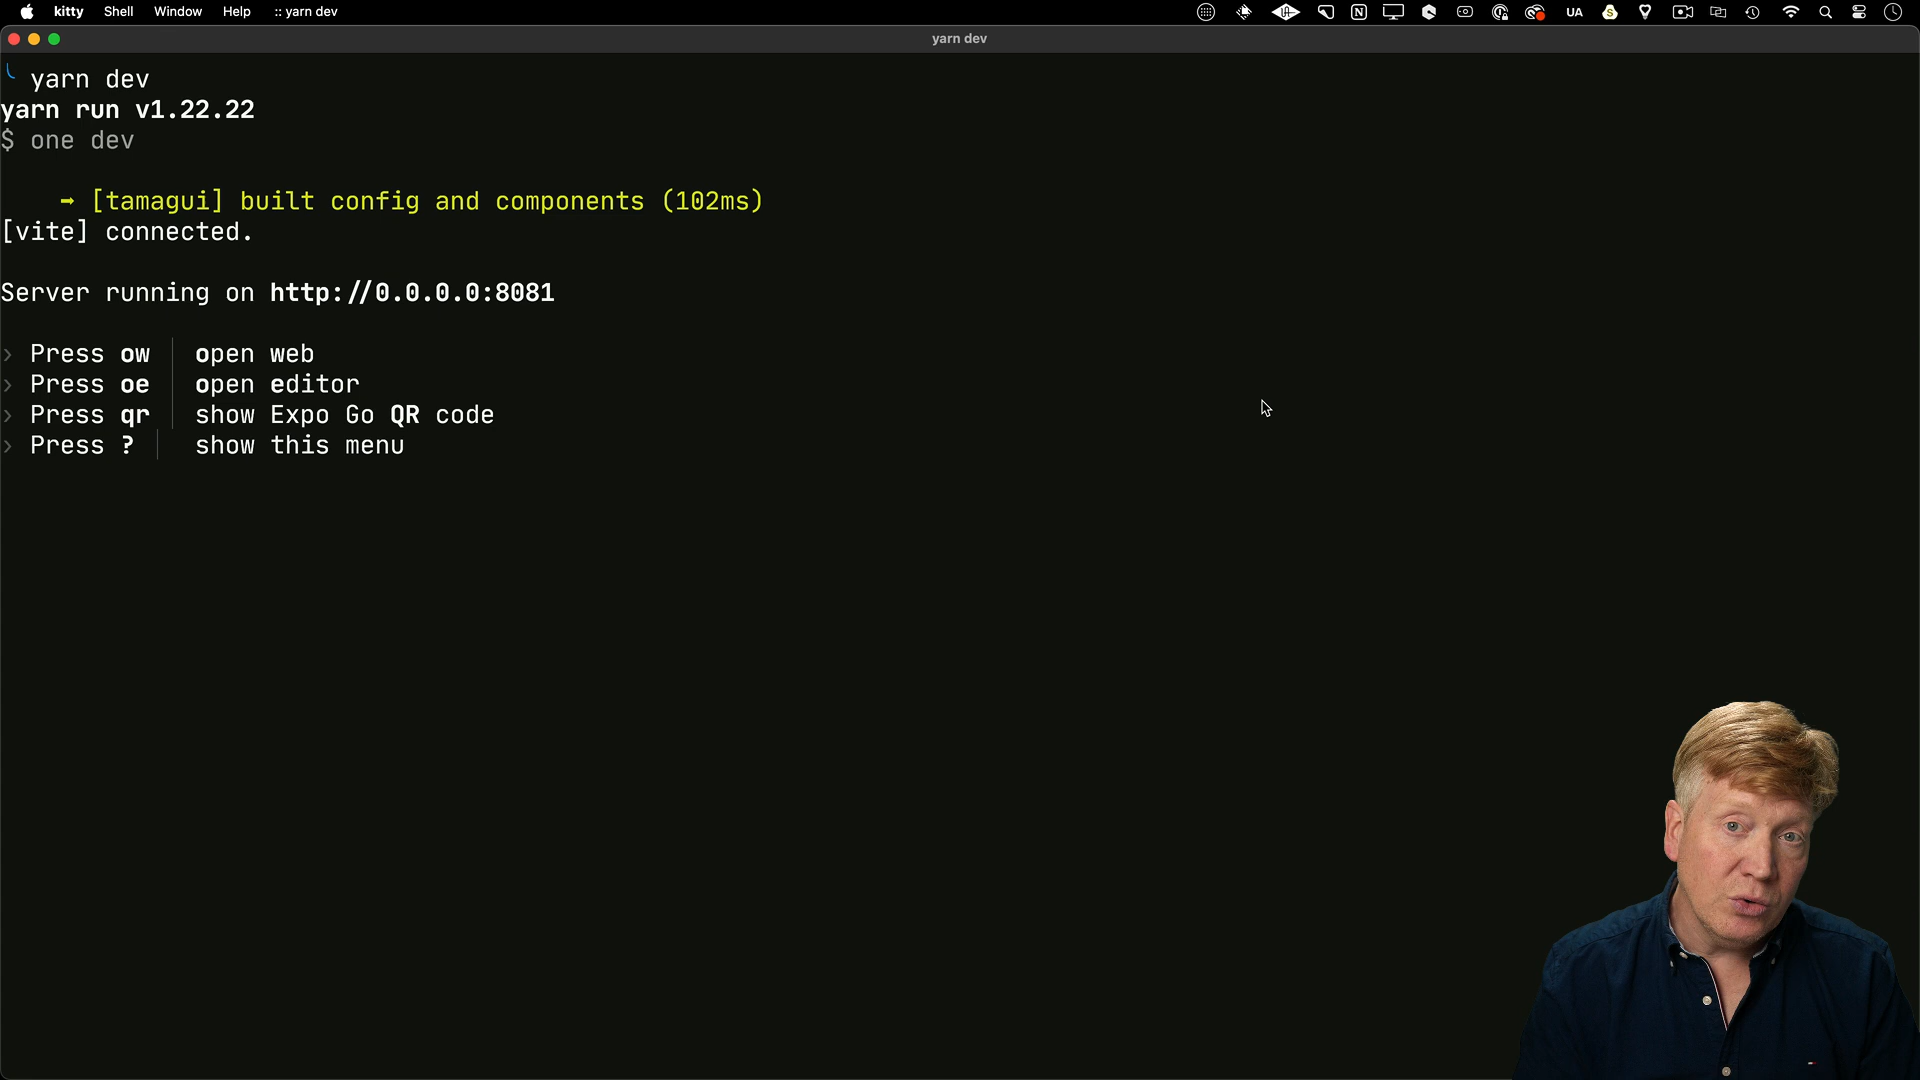 kitty Shell Window Help :: yarn dev UA
yarn dev
yarn dev
yarn run v1.22.22
$ one dev
→ [tamagui] built config and components (102ms)
[vite] connected.
Server running on http://0.0.0.0:8081
› Press ow │ open web
› Press oe │ open editor
› Press qr │ show Expo Go QR code
› Press ? │ show this menu